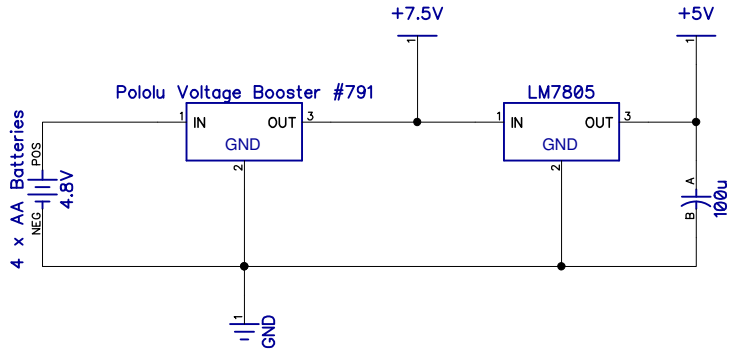 +7.5V
+5V
1
1
Pololu Voltage Booster #791
LM7805
1 IN OUT 3
GND
2
1 IN OUT 3
GND
2
4 x AA Batteries
POS
NEG
4.8V
A
B
100u
1
GND